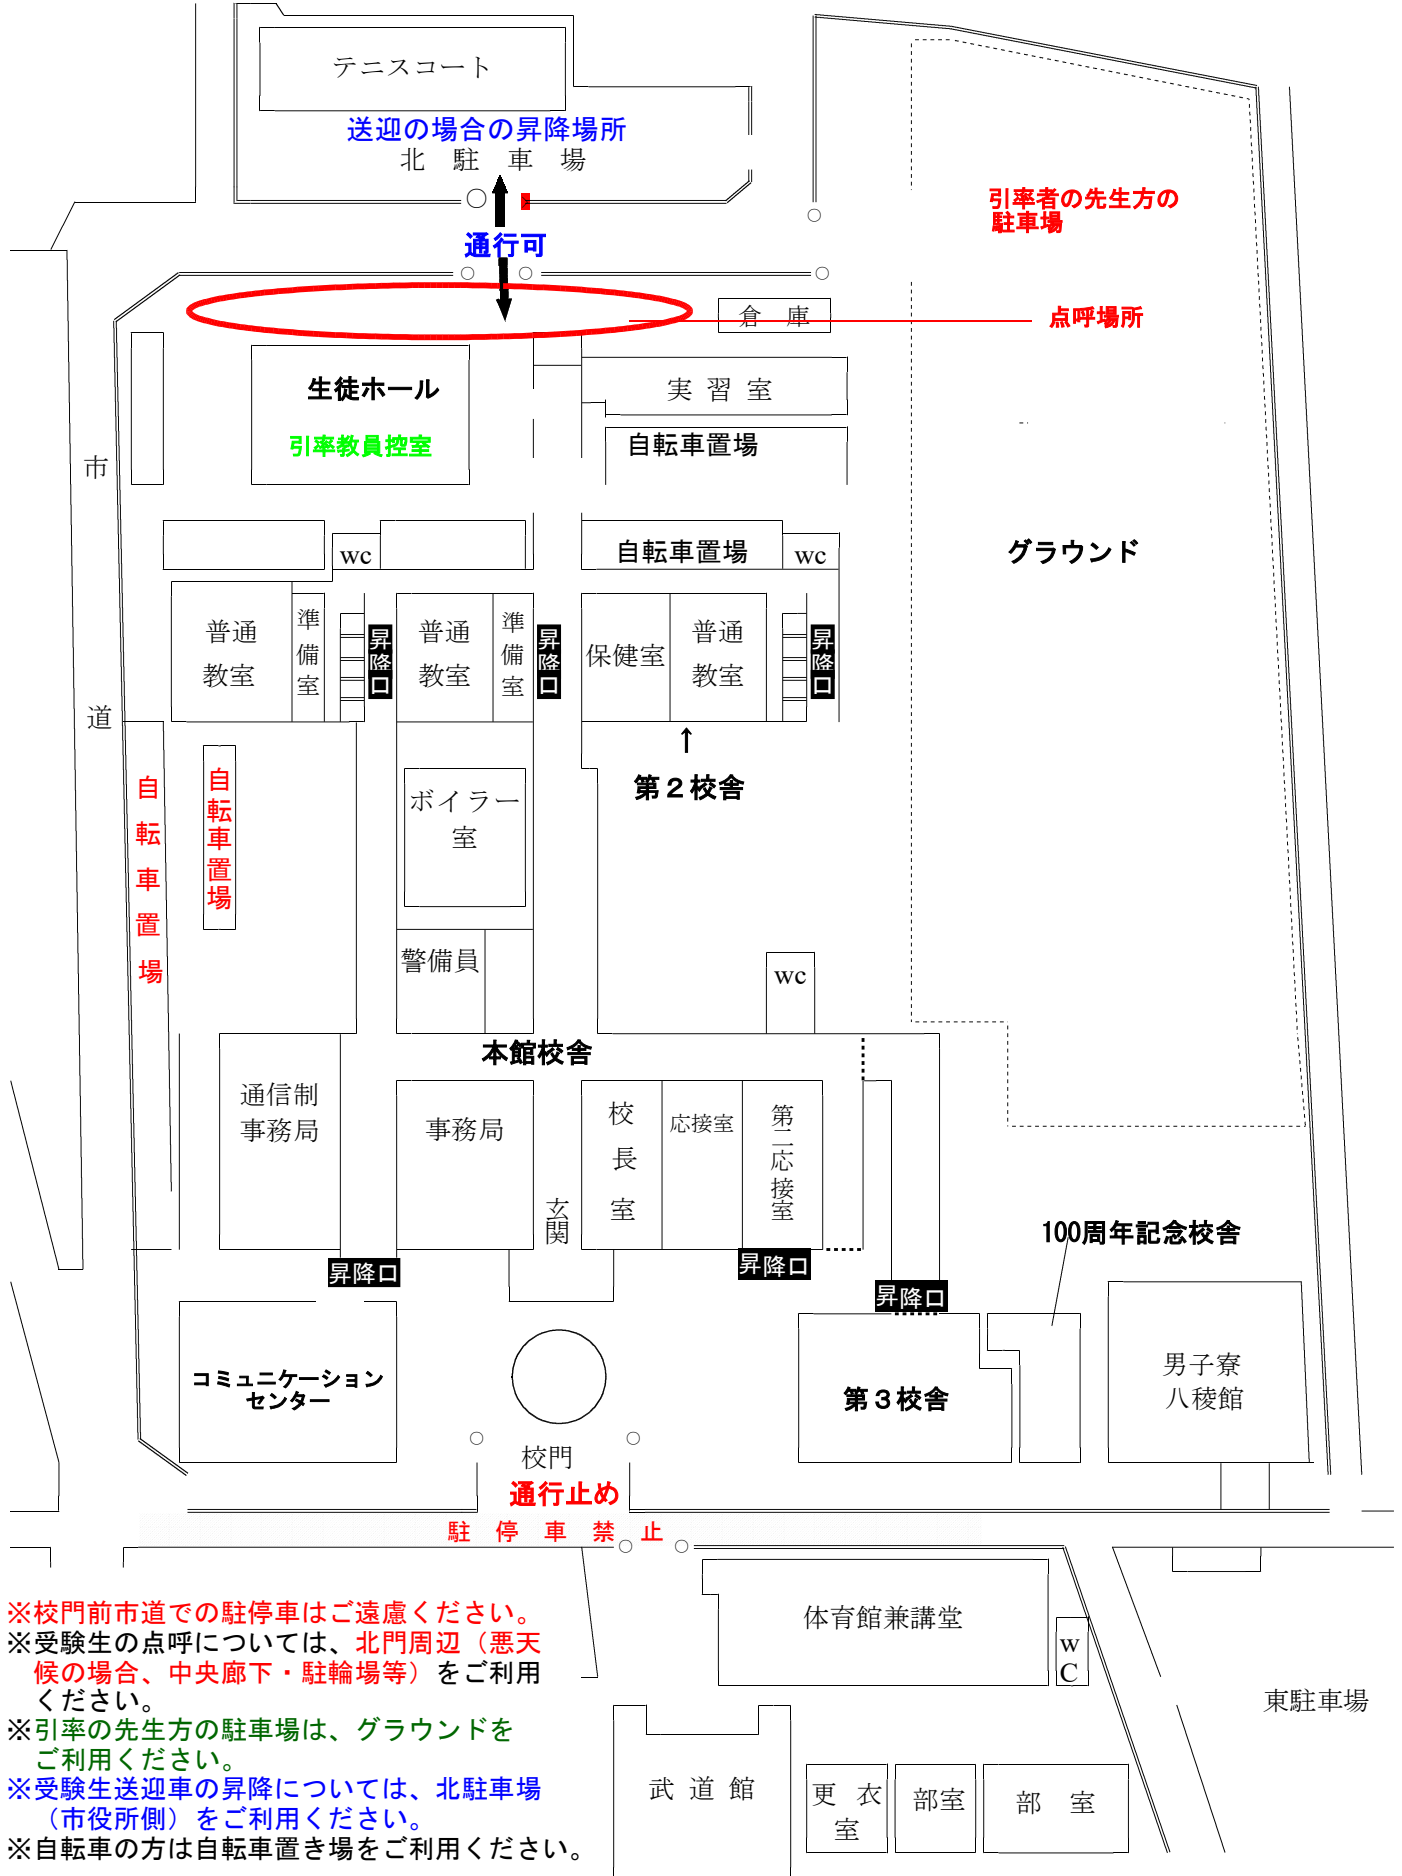 テニスコート
送迎の場合の昇降場所
北 駐 車 場
引率者の先生方の
駐車場
通行可
倉 庫
点呼場所
生徒ホール
実 習 室
引率教員控室
自転車置場
市
道
グラウンド
wc
自転車置場
wc
普通
教室
準備室
昇降口
普通
教室
準備室
昇降口
保健室
普通
教室
昇降口
↑
第2校舎
自転車置場
自転車置場
ボイラー
室
警備員
wc
本館校舎
通信制
事務局
事務局
校長室
応接室
第二応接室
玄関
100周年記念校舎
昇降口
昇降口
昇降口
コミュニケーション
センター
第3校舎
男子寮
八稜館
校門
通行止め
駐 停 車 禁 止
体育館兼講堂
wC
東駐車場
武 道 館
更 衣
室
部室
部 室
※校門前市道での駐停車はご遠慮ください。
※受験生の点呼については、北門周辺（悪天
候の場合、中央廊下・駐輪場等）をご利用
ください。
※引率の先生方の駐車場は、グラウンドを
ご利用ください。
※受験生送迎車の昇降については、北駐車場
（市役所側）をご利用ください。
※自転車の方は自転車置き場をご利用ください。